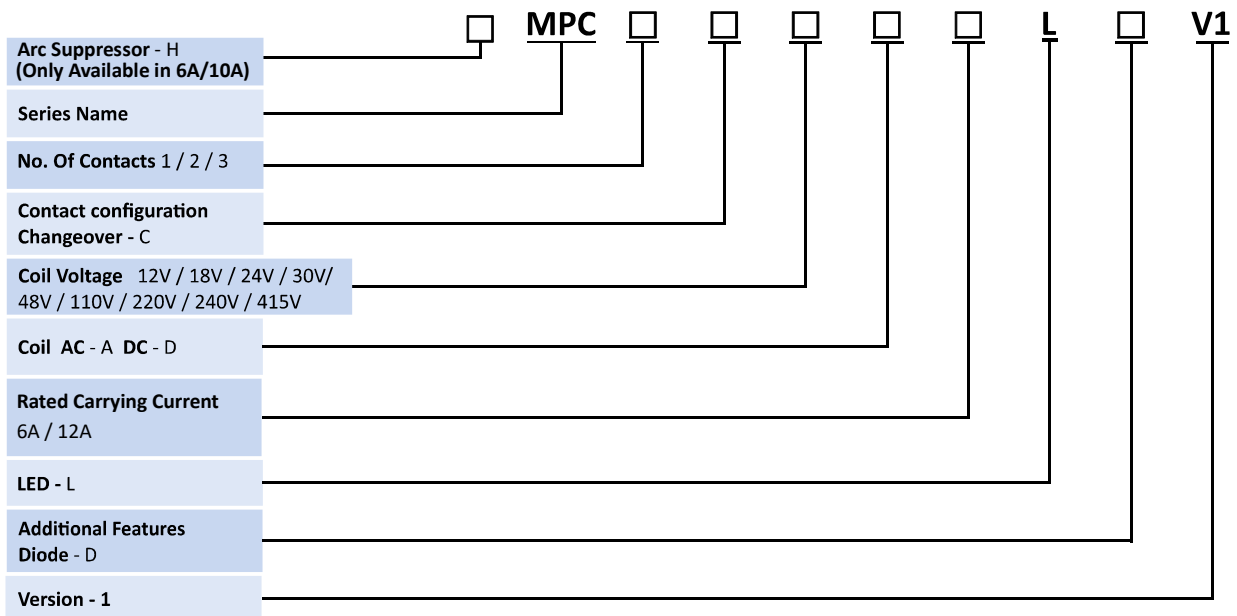 □ MPC □ □ □ □ □ L □ V1
Arc Suppressor - H
(Only Available in 6A/10A)
Series Name
No. Of Contacts 1 / 2 / 3
Contact configuration
Changeover - C
Coil Voltage 12V / 18V / 24V / 30V/
48V / 110V / 220V / 240V / 415V
Coil AC - A DC - D
Rated Carrying Current
6A / 12A
LED - L
Additional Features
Diode - D
Version - 1